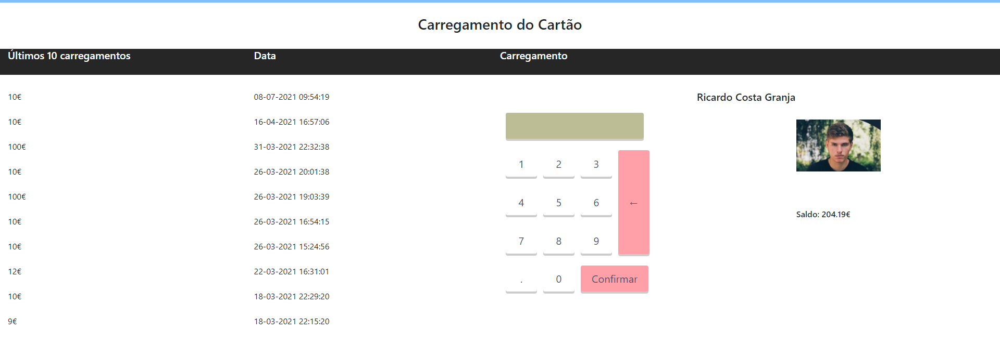 Carregamento do Cartão
Últimos 10 carregamentos Data Carregamento
10€ 08-07-2021 09:54:19
10€ 16-04-2021 16:57:06
100€ 31-03-2021 22:32:38
10€ 26-03-2021 20:01:38
100€ 26-03-2021 19:03:39
10€ 26-03-2021 16:54:15
10€ 26-03-2021 15:24:56
12€ 22-03-2021 16:31:01
10€ 18-03-2021 22:29:20
9€ 18-03-2021 22:15:20
1 2 3
4 5 6 ←
7 8 9
. 0 Confirmar
Ricardo Costa Granja
Saldo: 204.19€